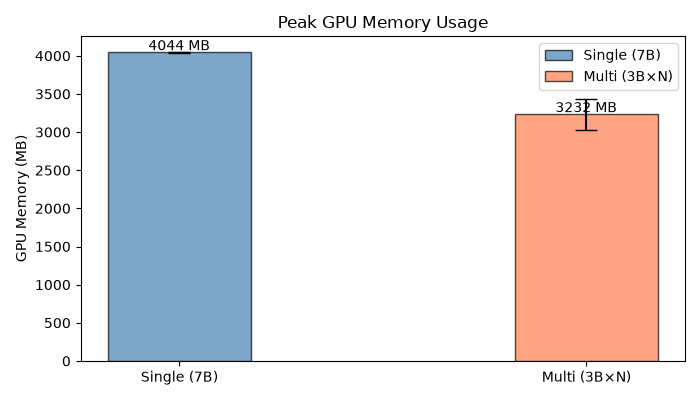 Peak GPU Memory Usage
GPU Memory (MB)
4000
3500
3000
2500
2000
1500
1000
500
0
4044 MB
3232 MB
Single (7B)
Multi (3B×N)
Single (7B)
Multi (3B×N)